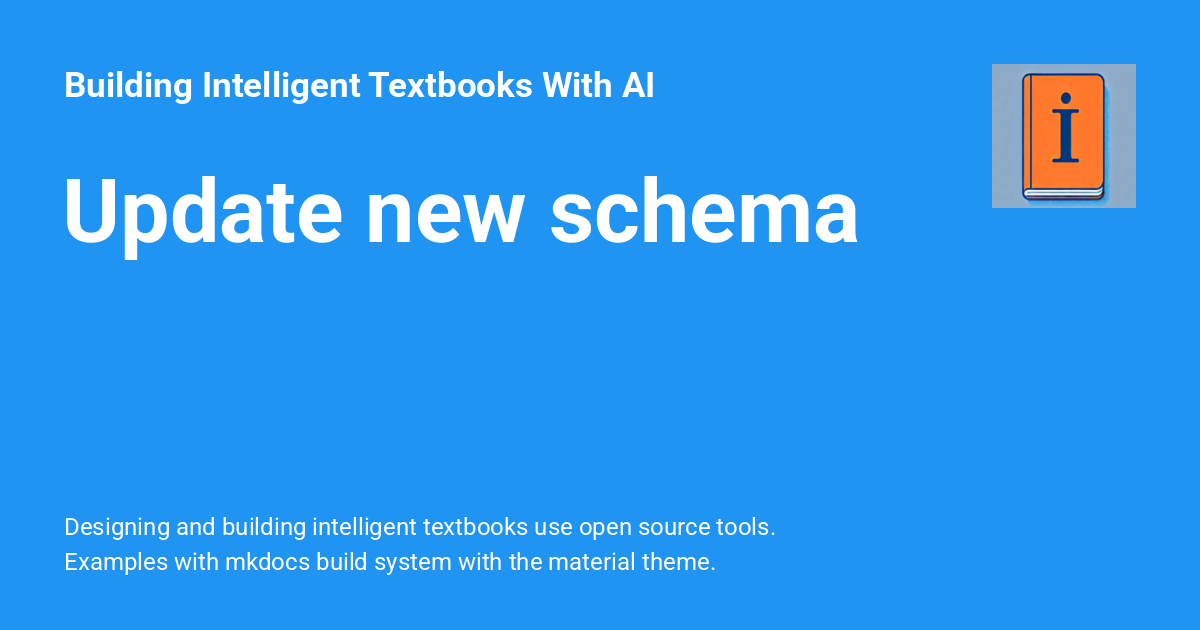 Building Intelligent Textbooks With AI
i
Update new schema
Designing and building intelligent textbooks use open source tools.
Examples with mkdocs build system with the material theme.